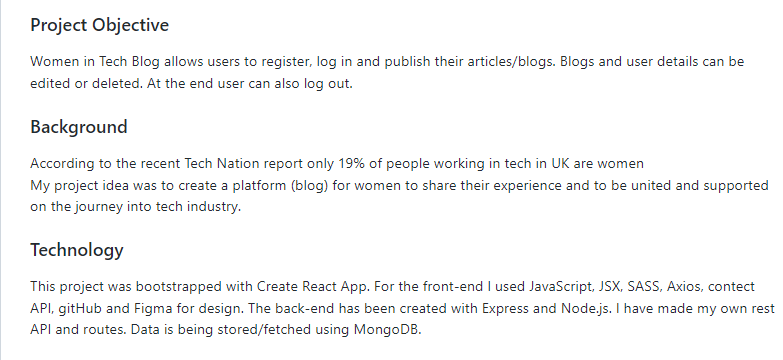 Project Objective
Women in Tech Blog allows users to register, log in and publish their articles/blogs. Blogs and user details can be
edited or deleted. At the end user can also log out.
Background
According to the recent Tech Nation report only 19% of people working in tech in UK are women
My project idea was to create a platform (blog) for women to share their experience and to be united and supported
on the journey into tech industry.
Technology
This project was bootstrapped with Create React App. For the front-end I used JavaScript, JSX, SASS, Axios, contect
API, gitHub and Figma for design. The back-end has been created with Express and Node.js. I have made my own rest
API and routes. Data is being stored/fetched using MongoDB.